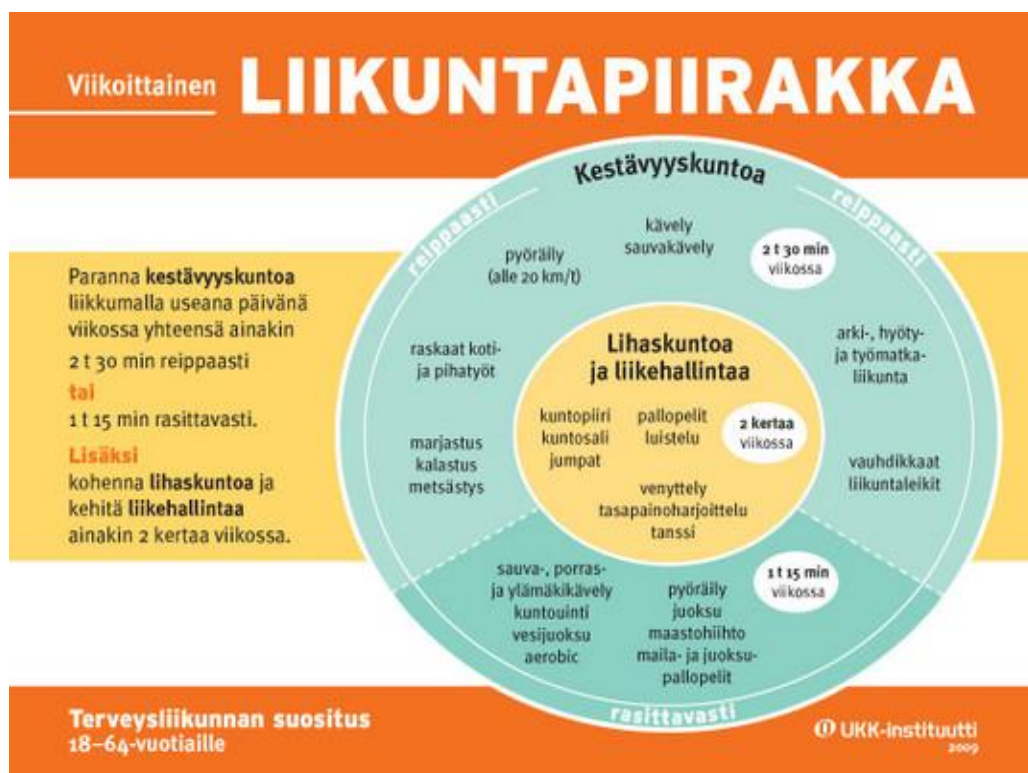 Viikoittainen LIIKUNTAPIIRAKKA
Paranna kestävyyskuntoa
liikkumalla useana päivänä
viikossa yhteensä ainakin
2 t 30 min reippaasti
tai
1 t 15 min rasittavasti.
Lisäksi
kohenna lihaskuntoa ja
kehitä liikehallintaa
ainakin 2 kertaa viikossa.
Kestävyyskuntoa
reippaasti
reippaasti
kävely
sauvakävely
2 t 30 min
viikossa
pyöräily
(alle 20 km/t)
raskaat koti-
ja pihatyöt
arki-, hyöty-
ja työmatka-
liikunta
marjastus
kalastus
metsästys
vauhdikkaat
liikuntaleikit
Lihaskuntoa
ja liikehallintaa
kuntopiiri
kuntosali
jumpat
pallopelit
luistelu
2 kertaa
viikossa
venyttely
tasapainoharjoittelu
tanssi
sauva-, porras-
ja ylämäkikävely
kuntouinti
vesijuoksu
aerobic
pyöräily
juoksu
maastohiihto
maila- ja juoksu-
pallopelit
1 t 15 min
viikossa
rasittavasti
Terveysliikunnan suositus
18–64-vuotiaille
UKK-instituutti
2009